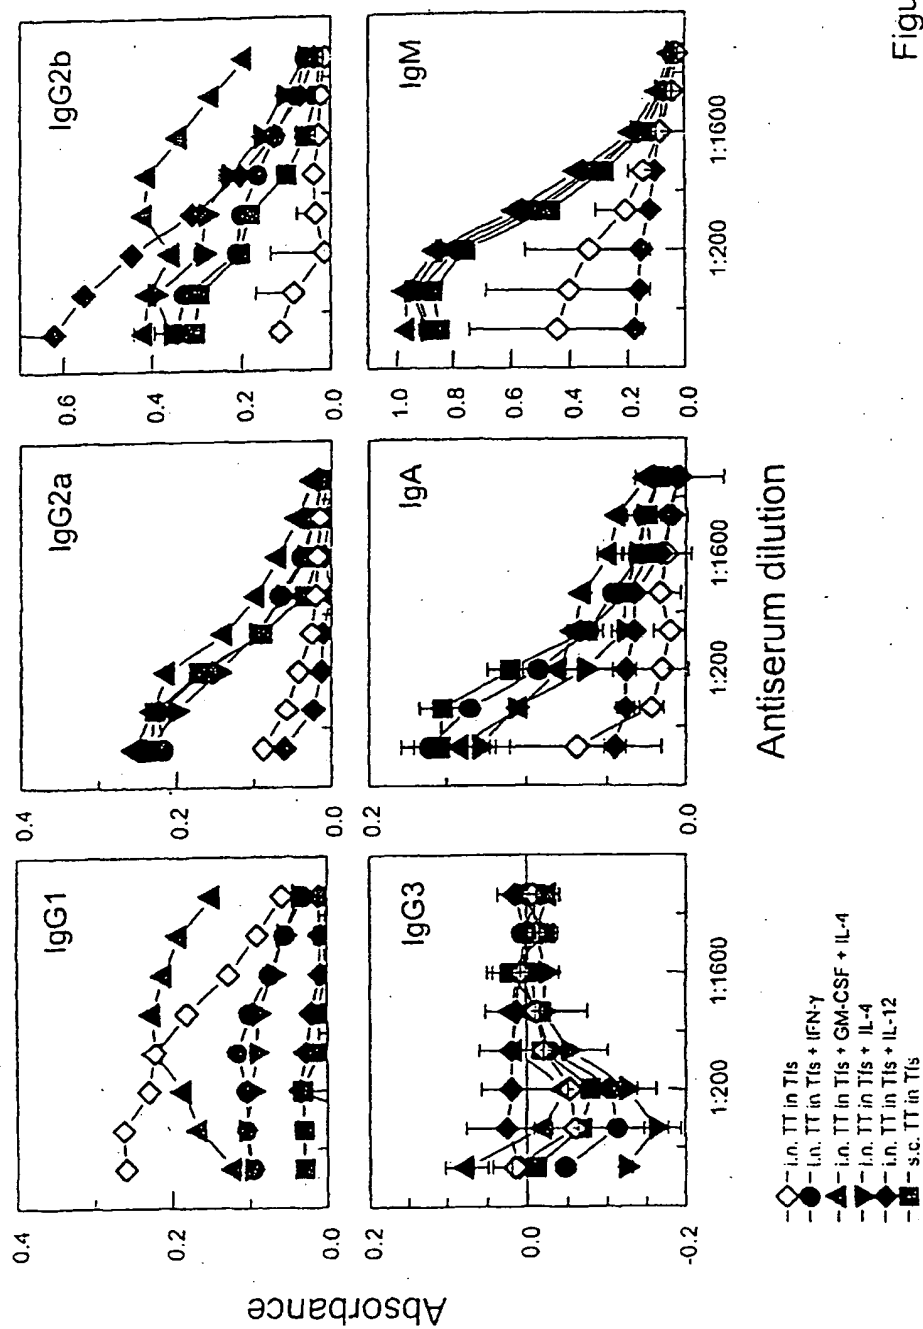 Figu
Absorbance
IgG1
0.4
0.2
0.0
IgG2a
0.4
0.2
0.0
IgG2b
0.6
0.4
0.2
0.0
IgG3
0.2
0.0
-0.2
1:200
1:1600
IgA
0.2
0.0
1:200
1:1600
IgM
1.0
0.8
0.6
0.4
0.2
0.0
1:200
1:1600
Antiserum dilution
i.n. TT in Tfs
i.n. TT in Tfs + IFN-γ
i.n. TT in Tfs + GM-CSF + IL-4
i.n. TT in Tfs + IL-4
i.n. TT in Tfs + IL-12
s.c. TT in Tfs